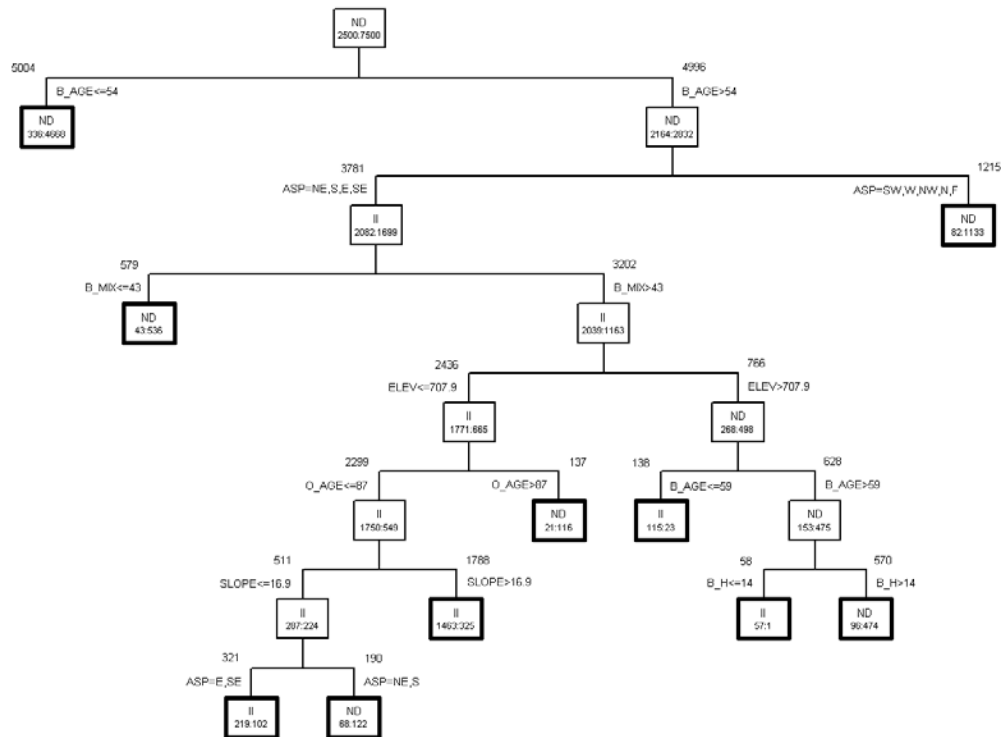 ND
2500:7500
5004
4996
B_AGE<=54
B_AGE>54
ND
336:4668
ND
2164:2832
3781
1215
ASP=NE,S,E,SE
ASP=SW,W,NW,N,F
II
2082:1699
ND
82:1133
579
3202
B_MIX<=43
B_MIX>43
ND
43:536
II
2039:1163
2436
766
ELEV<=707.9
ELEV>707.9
II
1771:665
ND
268:498
2299
137
138
628
O_AGE<=87
O_AGE>87
B_AGE<=59
B_AGE>59
II
1750:549
ND
21:116
II
115:23
ND
153:475
511
1788
58
570
SLOPE<=16.9
SLOPE>16.9
B_H<=14
B_H>14
II
287:224
II
1463:325
II
57:1
ND
96:474
321
190
ASP=E,SE
ASP=NE,S
II
219:102
ND
68:122